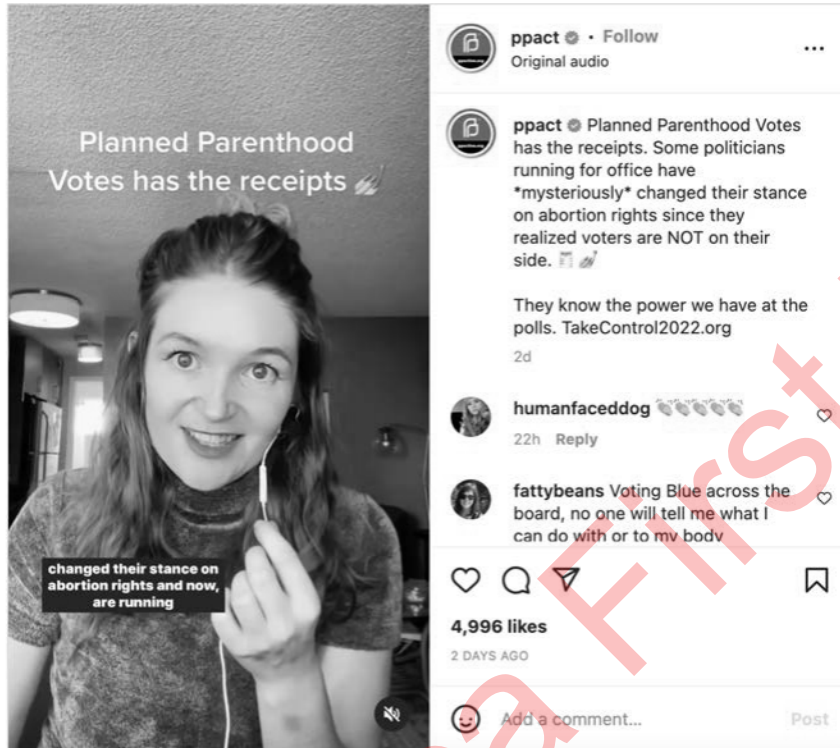 Planned Parenthood
Votes has the receipts 💅
changed their stance on
abortion rights and now,
are running
ppact • Follow
Original audio
ppact Planned Parenthood Votes
has the receipts. Some politicians
running for office have
*mysteriously* changed their stance
on abortion rights since they
realized voters are NOT on their
side. 🧾 💅
They know the power we have at the
polls. TakeControl2022.org
2d
humanfaceddog 👏👏👏👏👏
22h Reply
fattybeans Voting Blue across the
board, no one will tell me what I
can do with or to my body
4,996 likes
2 DAYS AGO
Add a comment...
Post
First